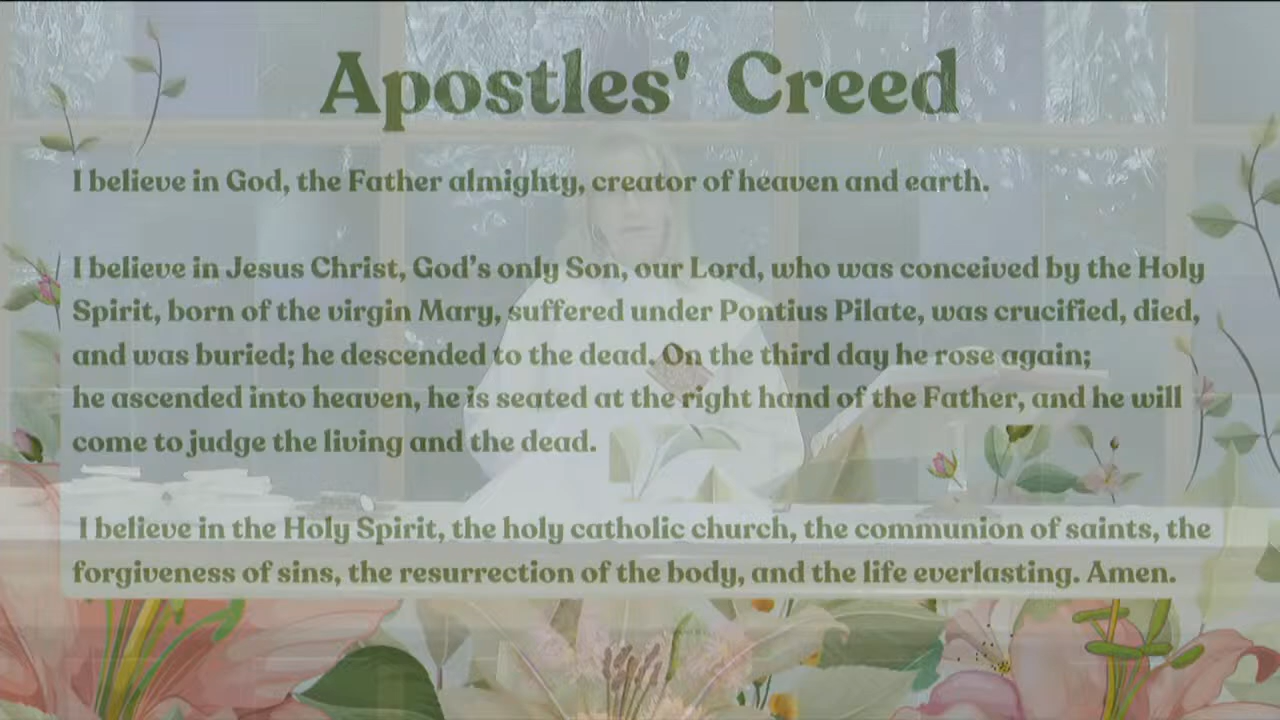 Apostles' Creed
I believe in God, the Father almighty, creator of heaven and earth.
I believe in Jesus Christ, God’s only Son, our Lord, who was conceived by the Holy
Spirit, born of the virgin Mary, suffered under Pontius Pilate, was crucified, died,
and was buried; he descended to the dead. On the third day he rose again;
he ascended into heaven, he is seated at the right hand of the Father, and he will
come to judge the living and the dead.
I believe in the Holy Spirit, the holy catholic church, the communion of saints, the
forgiveness of sins, the resurrection of the body, and the life everlasting. Amen.